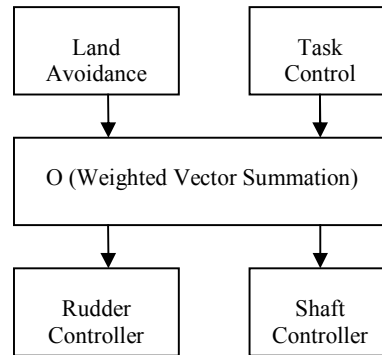 Land
Avoidance
Task
Control
O (Weighted Vector Summation)
Rudder
Controller
Shaft
Controller